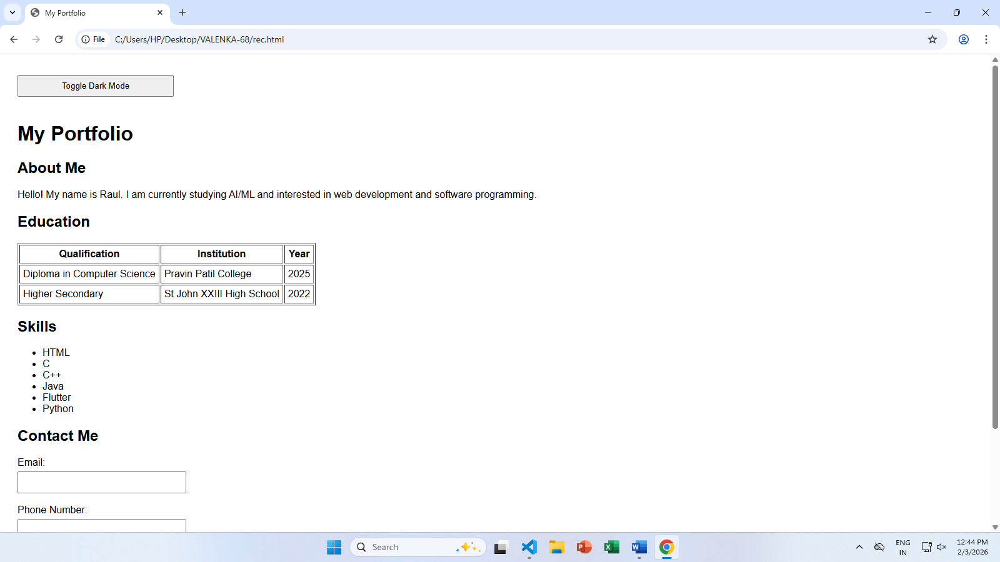 My Portfolio
File
C:/Users/HP/Desktop/VALENKA-68/rec.html
Toggle Dark Mode
My Portfolio
About Me
Hello! My name is Raul. I am currently studying AI/ML and interested in web development and software programming.
Education
Qualification Institution Year
Diploma in Computer Science Pravin Patil College 2025
Higher Secondary St John XXIII High School 2022
Skills
HTML
C
C++
Java
Flutter
Python
Contact Me
Email:
Phone Number:
Search
ENG
IN
12:44 PM
2/3/2026